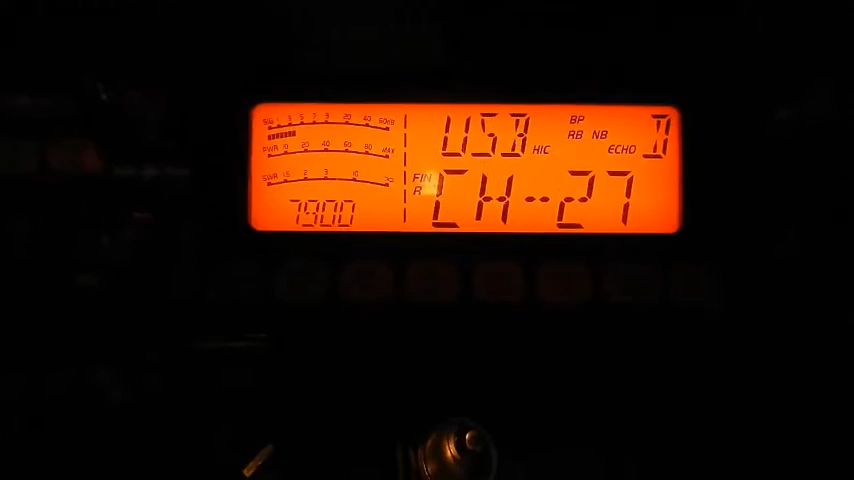 SIG 1 3 5 7 9 20 40 60dB
PWR 10 20 40 60 80 MAX
SWR 1.5 2 3 10 ∞
7900
USB HIC BP RB NB ECHO D
FIN R CH-27